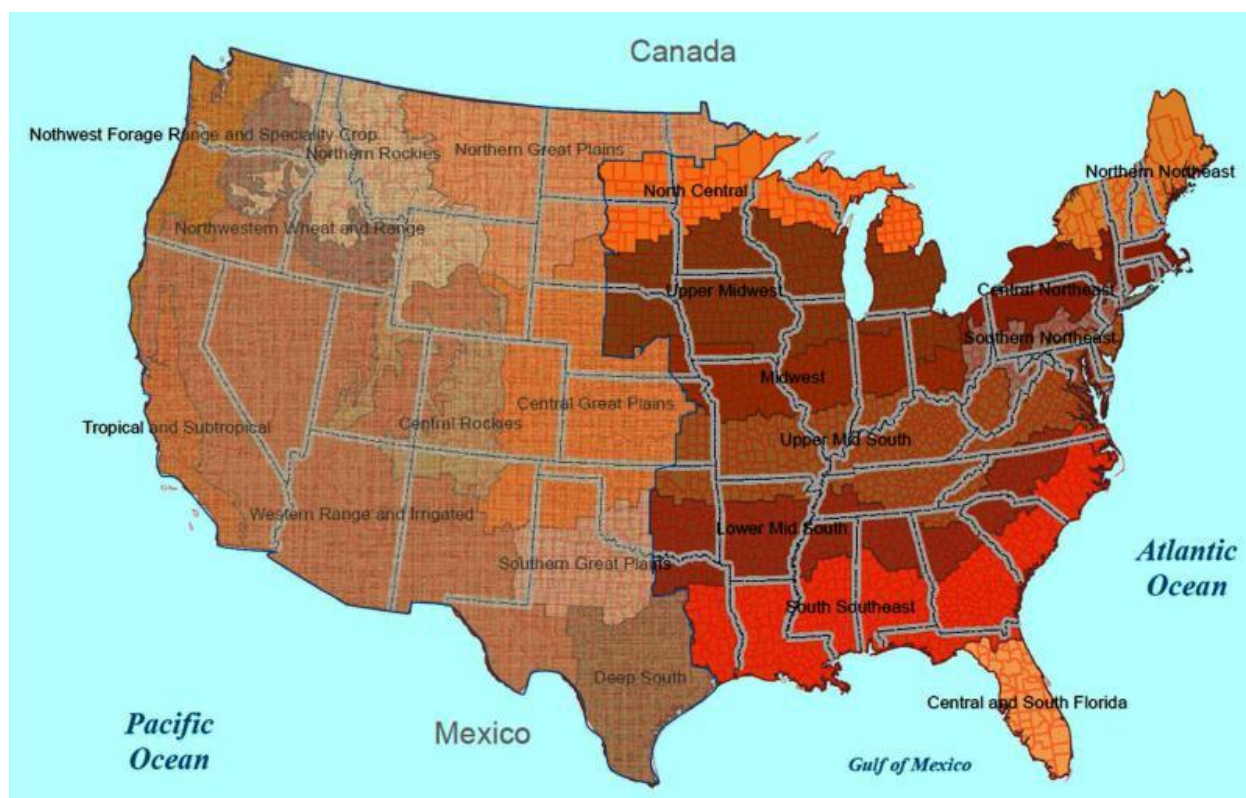 Canada
Nothwest Forage Range and Speciality Crop
Northern Rockies
Northern Great Plains
North Central
Northern Northeast
Northwestern Wheat and Range
Upper Midwest
Central Northeast
Southern Northeast
Midwest
Central Great Plains
Central Rockies
Tropical and Subtropical
Upper Mid South
Western Range and Irrigated
Lower Mid South
Southern Great Plains
Atlantic
Ocean
South Southeast
Deep South
Central and South Florida
Pacific
Ocean
Mexico
Gulf of Mexico